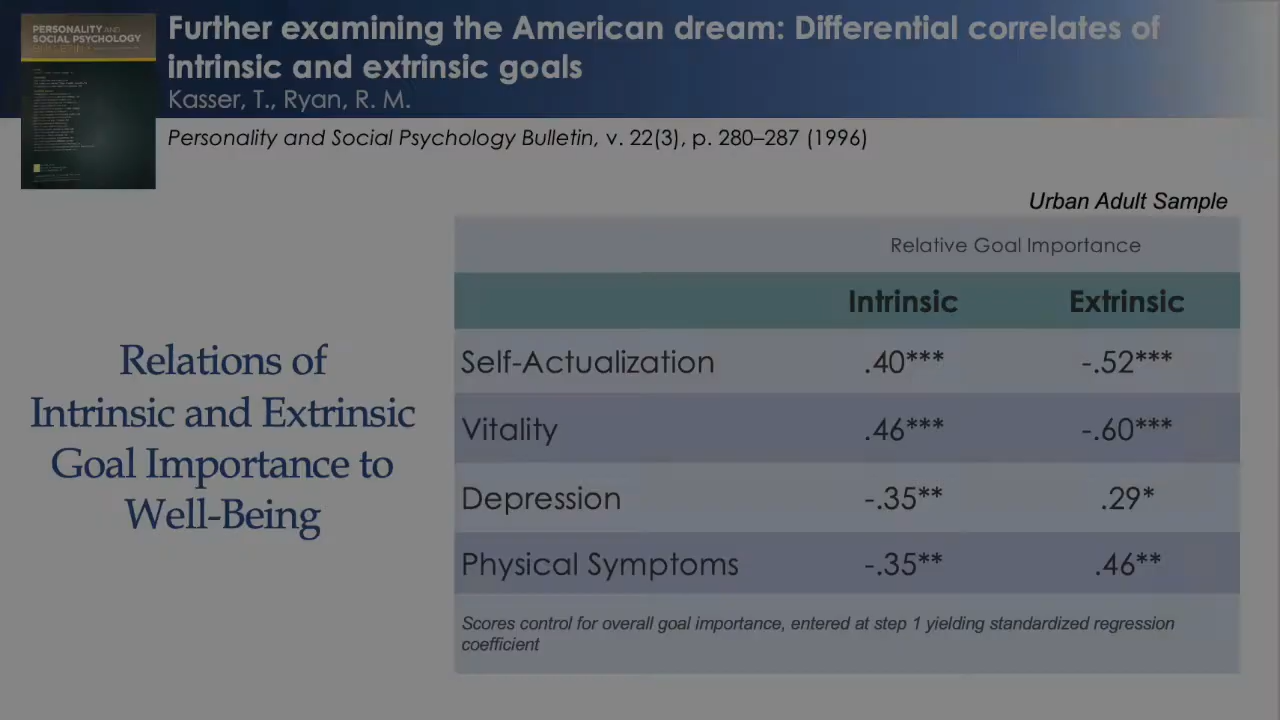 PERSONALITY AND
SOCIAL PSYCHOLOGY
Further examining the American dream: Differential correlates of
intrinsic and extrinsic goals
Kasser, T., Ryan, R. M.
Personality and Social Psychology Bulletin, v. 22(3), p. 280–287 (1996)
Urban Adult Sample
Relations of
Intrinsic and Extrinsic
Goal Importance to
Well-Being
Relative Goal Importance
Intrinsic Extrinsic
Self-Actualization .40*** -.52***
Vitality .46*** -.60***
Depression -.35** .29*
Physical Symptoms -.35** .46**
Scores control for overall goal importance, entered at step 1 yielding standardized regression
coefficient